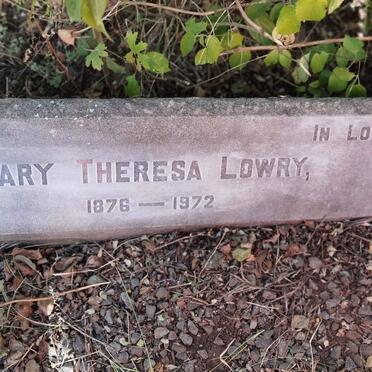 IN LO
ARY THERESA LOWRY,
1876 — 1972